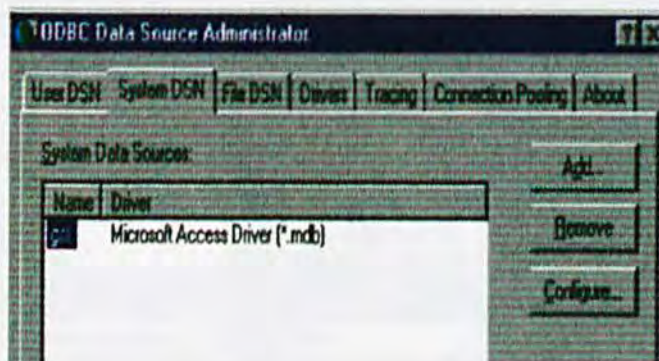 ODBC Data Source Administrator
User DSN System DSN File DSN Drivers Tracing Connection Pooling About
System Data Sources:
Add...
Name Driver
Microsoft Access Driver (*.mdb)
Remove
Configure...